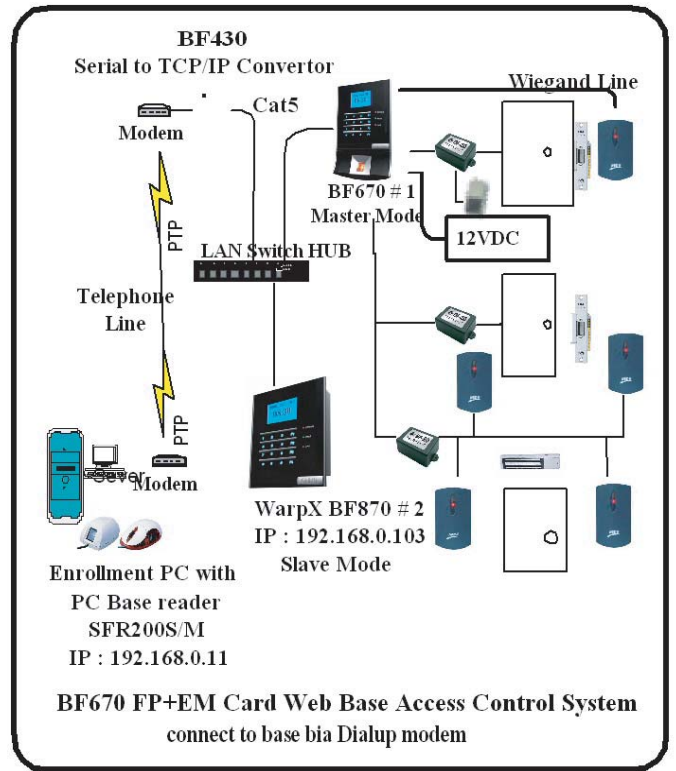 BF430
Serial to TCP/IP Convertor
Wiegand Line
Cat5
Modem
BF670 # 1
Master Mode
12VDC
PTP
LAN Switch HUB
Telephone
Line
PTP
Sever
Modem
WarpX BF870 # 2
IP : 192.168.0.103
Slave Mode
Enrollment PC with
PC Base reader
SFR200S/M
IP : 192.168.0.11
BF670 FP+EM Card Web Base Access Control System
connect to base bia Dialup modem